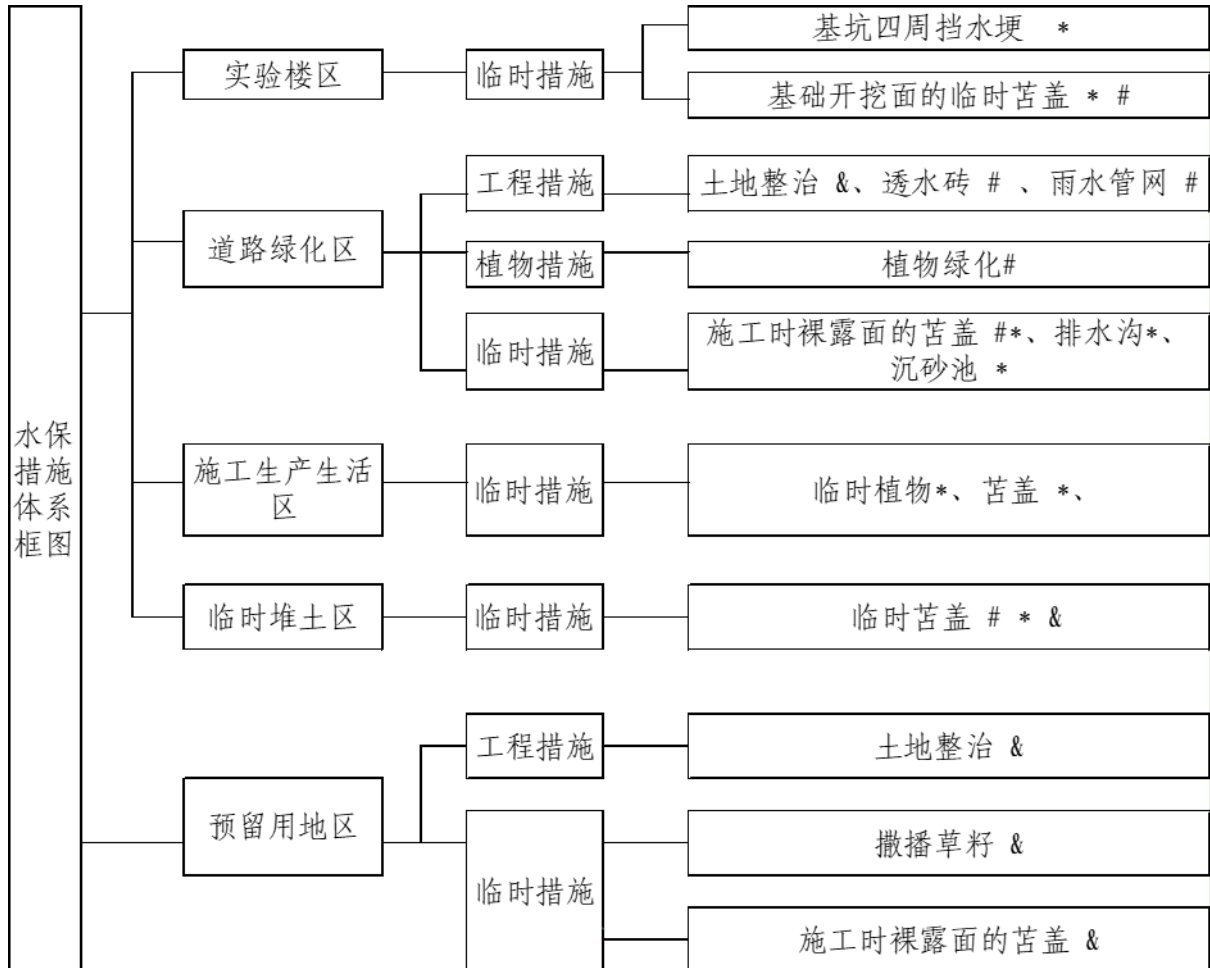 基坑四周挡水埂 *
实验楼区
临时措施
基础开挖面的临时苫盖 * #
工程措施
土地整治 &、透水砖 # 、雨水管网 #
道路绿化区
植物措施
植物绿化#
临时措施
施工时裸露面的苫盖 #*、排水沟*、
沉砂池 *
水保
措施
体系
框图
施工生产生活
区
临时措施
临时植物*、苫盖 *、
临时堆土区
临时措施
临时苫盖 # * &
工程措施
土地整治 &
预留用地区
临时措施
撒播草籽 &
施工时裸露面的苫盖 &